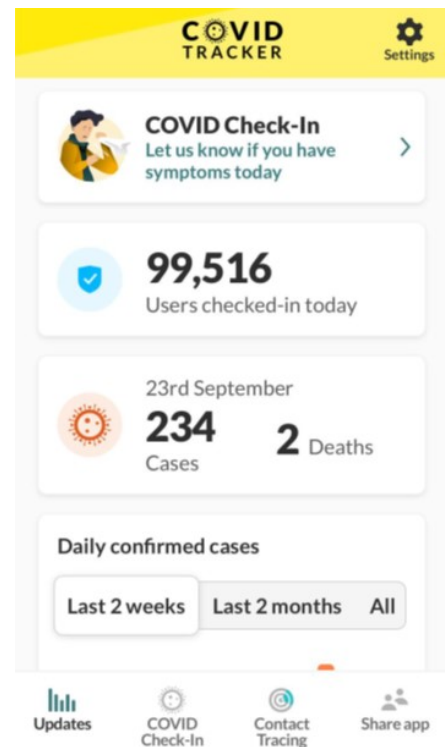 COVID
TRACKER
Settings
COVID Check-In
Let us know if you have
symptoms today
99,516
Users checked-in today
23rd September
234
Cases
2 Deaths
Daily confirmed cases
Last 2 weeks
Last 2 months
All
Updates
COVID
Check-In
Contact
Tracing
Share app